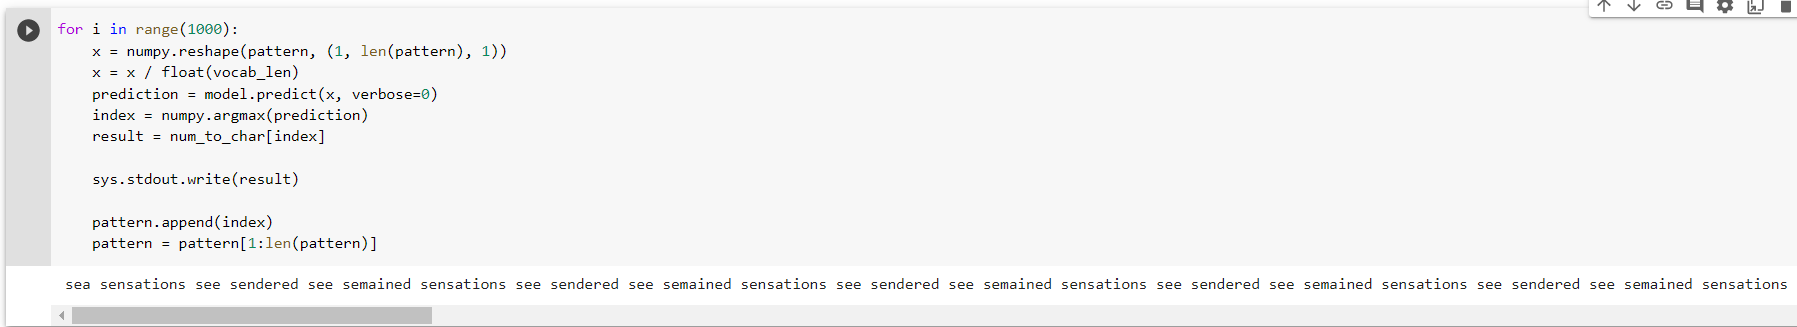 for i in range(1000):
    x = numpy.reshape(pattern, (1, len(pattern), 1))
    x = x / float(vocab_len)
    prediction = model.predict(x, verbose=0)
    index = numpy.argmax(prediction)
    result = num_to_char[index]

    sys.stdout.write(result)

    pattern.append(index)
    pattern = pattern[1:len(pattern)]
sea sensations see sendered see semained sensations see sendered see semained sensations see sendered see semained sensations see sendered see semained sensations see sendered see semained sensations